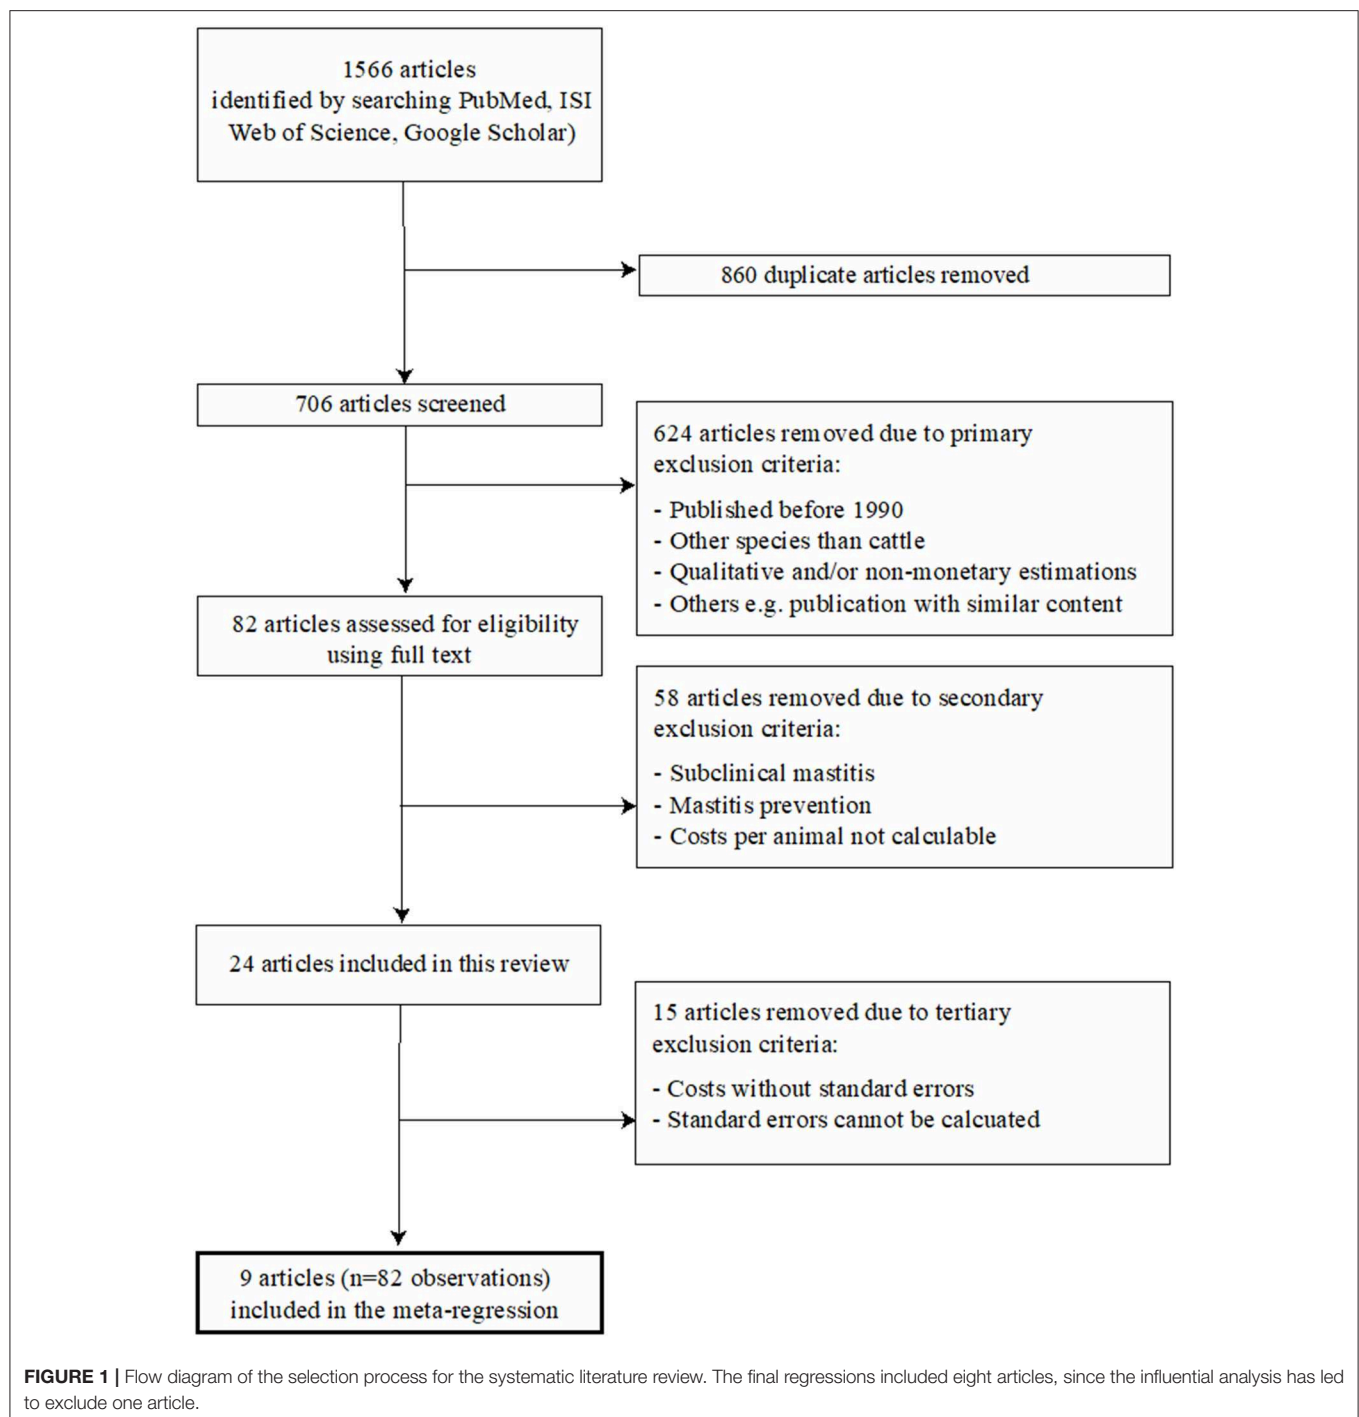 1566 articles
identified by searching PubMed, ISI
Web of Science, Google Scholar)
860 duplicate articles removed
706 articles screened
624 articles removed due to primary
exclusion criteria:
- Published before 1990
- Other species than cattle
- Qualitative and/or non-monetary estimations
- Others e.g. publication with similar content
82 articles assessed for eligibility
using full text
58 articles removed due to secondary
exclusion criteria:
- Subclinical mastitis
- Mastitis prevention
- Costs per animal not calculable
24 articles included in this review
15 articles removed due to tertiary
exclusion criteria:
- Costs without standard errors
- Standard errors cannot be calcuated
9 articles (n=82 observations)
included in the meta-regression
FIGURE 1 | Flow diagram of the selection process for the systematic literature review. The final regressions included eight articles, since the influential analysis has led
to exclude one article.